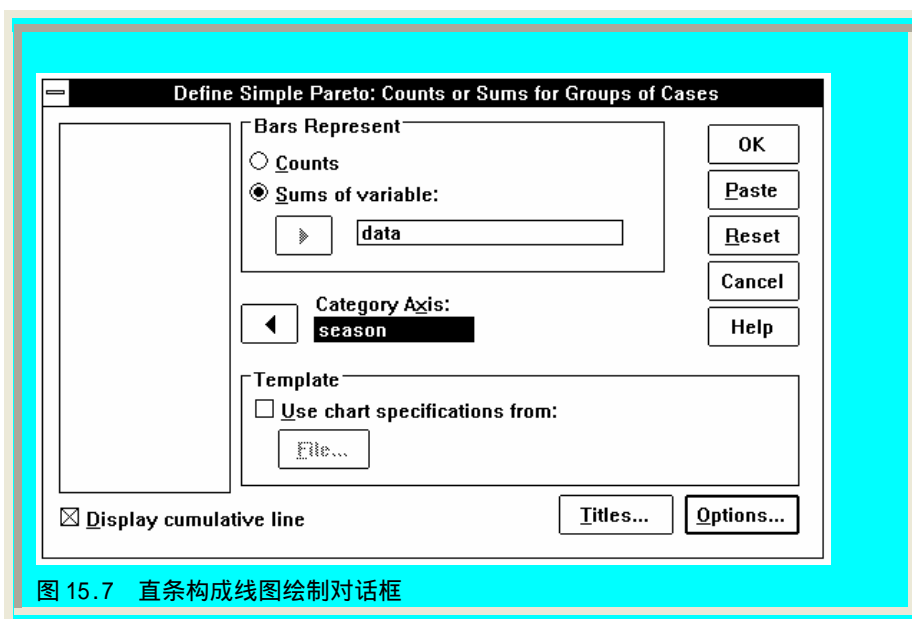 Define Simple Pareto: Counts or Sums for Groups of Cases
Bars Represent
Counts
Sums of variable:
data
Category Axis:
season
Template
Use chart specifications from:
File...
Display cumulative line
OK
Paste
Reset
Cancel
Help
Titles...
Options...
图 15.7 直条构成线图绘制对话框